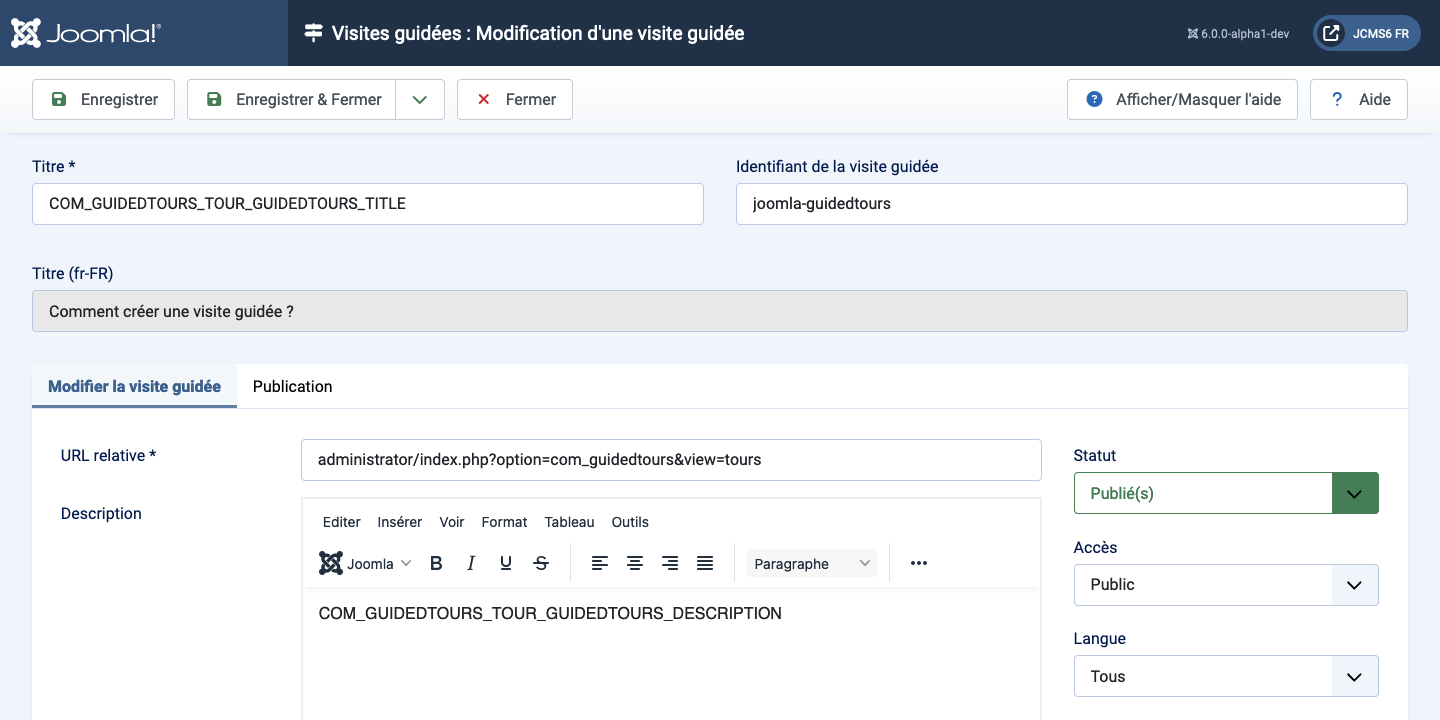 Joomla!®
Visites guidées : Modification d'une visite guidée
6.0.0-alpha1-dev
JCMS6 FR
Enregistrer
Enregistrer & Fermer
Fermer
Afficher/Masquer l'aide
? Aide
Titre *
Identifiant de la visite guidée
COM_GUIDEDTOURS_TOUR_GUIDEDTOURS_TITLE
joomla-guidedtours
Titre (fr-FR)
Comment créer une visite guidée ?
Modifier la visite guidée
Publication
URL relative *
administrator/index.php?option=com_guidedtours&view=tours
Description
Editer Insérer Voir Format Tableau Outils
Joomla B I U S Paragraphe
COM_GUIDEDTOURS_TOUR_GUIDEDTOURS_DESCRIPTION
Statut
Publié(s)
Accès
Public
Langue
Tous